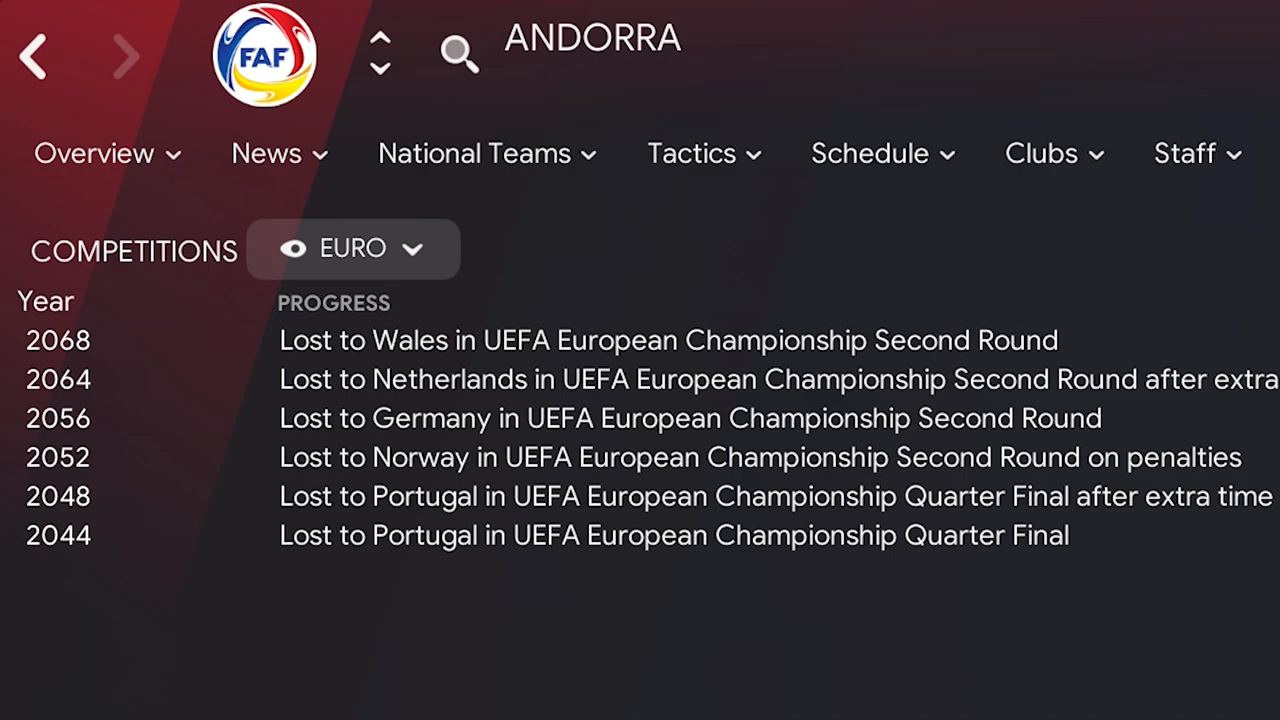 FAF
ANDORRA
Overview News National Teams Tactics Schedule Clubs Staff
COMPETITIONS EURO
Year PROGRESS
2068 Lost to Wales in UEFA European Championship Second Round
2064 Lost to Netherlands in UEFA European Championship Second Round after extra
2056 Lost to Germany in UEFA European Championship Second Round
2052 Lost to Norway in UEFA European Championship Second Round on penalties
2048 Lost to Portugal in UEFA European Championship Quarter Final after extra time
2044 Lost to Portugal in UEFA European Championship Quarter Final